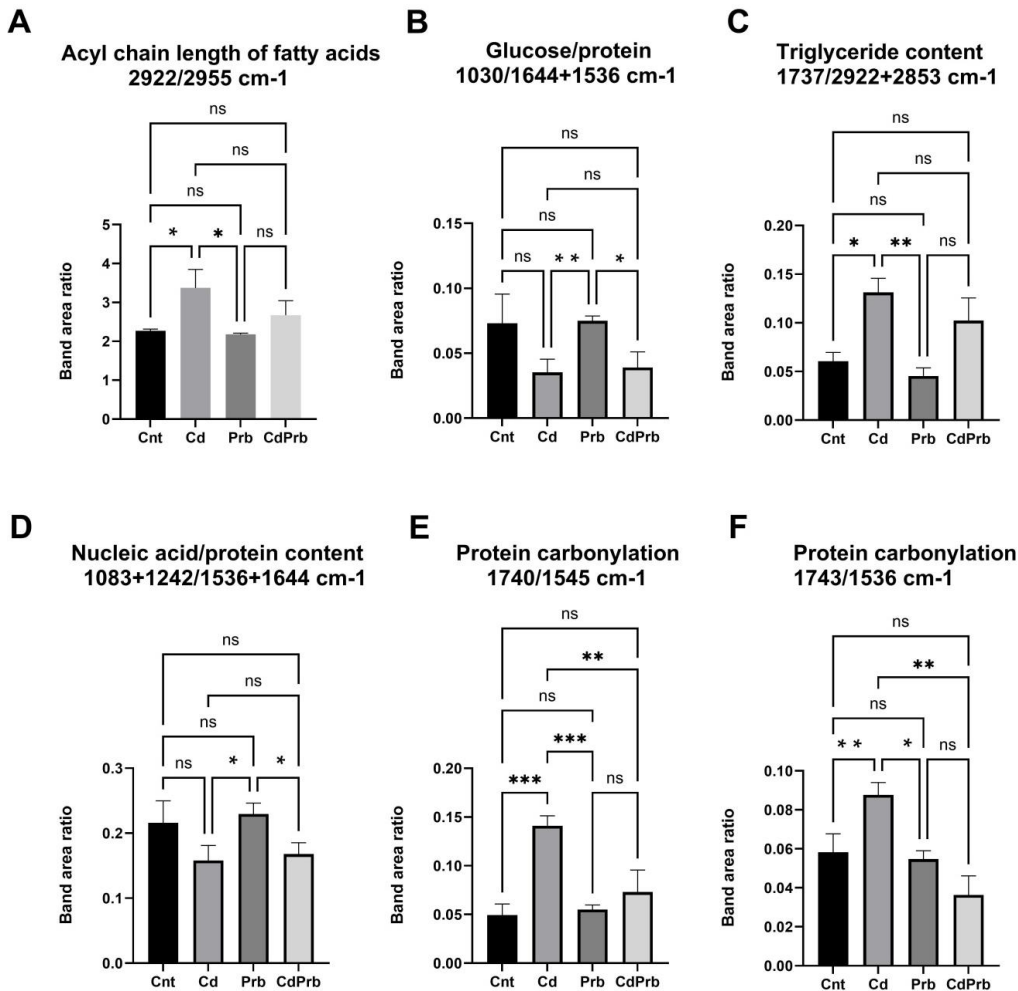 A
Acyl chain length of fatty acids
2922/2955 cm-1
ns
ns
ns
* * ns
Band area ratio
5
4
3
2
1
0
Cnt Cd Prb CdPrb
B
Glucose/protein
1030/1644+1536 cm-1
ns
ns
ns
ns ** *
Band area ratio
0.15
0.10
0.05
0.00
Cnt Cd Prb CdPrb
C
Triglyceride content
1737/2922+2853 cm-1
ns
ns
ns
* ** ns
Band area ratio
0.20
0.15
0.10
0.05
0.00
Cnt Cd Prb CdPrb
D
Nucleic acid/protein content
1083+1242/1536+1644 cm-1
ns
ns
ns
ns * *
Band area ratio
0.3
0.2
0.1
0.0
Cnt Cd Prb CdPrb
E
Protein carbonylation
1740/1545 cm-1
ns
**
ns
***
*** ns
Band area ratio
0.20
0.15
0.10
0.05
0.00
Cnt Cd Prb CdPrb
F
Protein carbonylation
1743/1536 cm-1
ns
**
ns
** * ns
Band area ratio
0.10
0.08
0.06
0.04
0.02
0.00
Cnt Cd Prb CdPrb